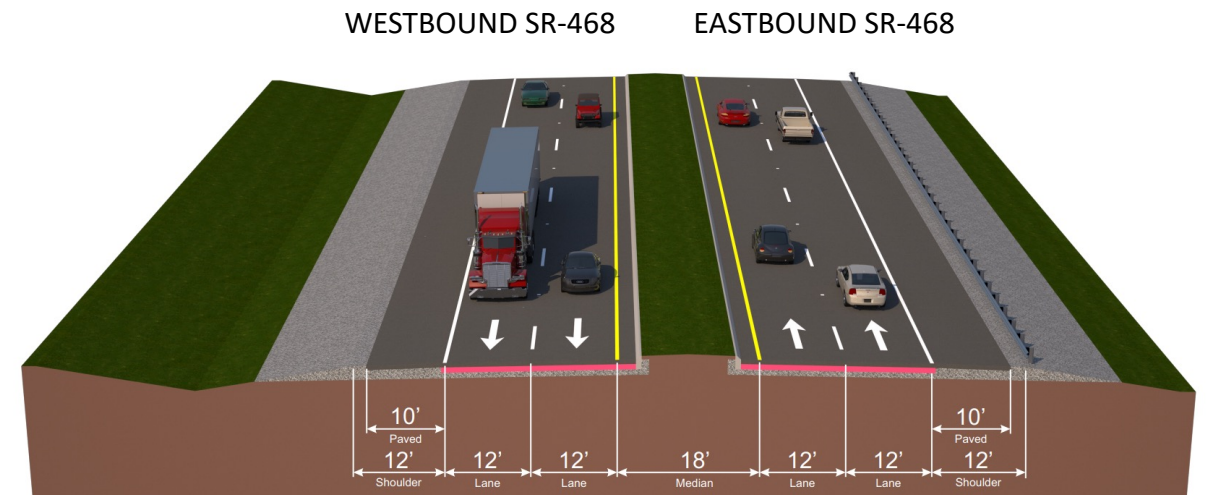 WESTBOUND SR-468
EASTBOUND SR-468
10’
Paved
10’
Paved
12’
Shoulder
12’
Lane
12’
Lane
18’
Median
12’
Lane
12’
Lane
12’
Shoulder